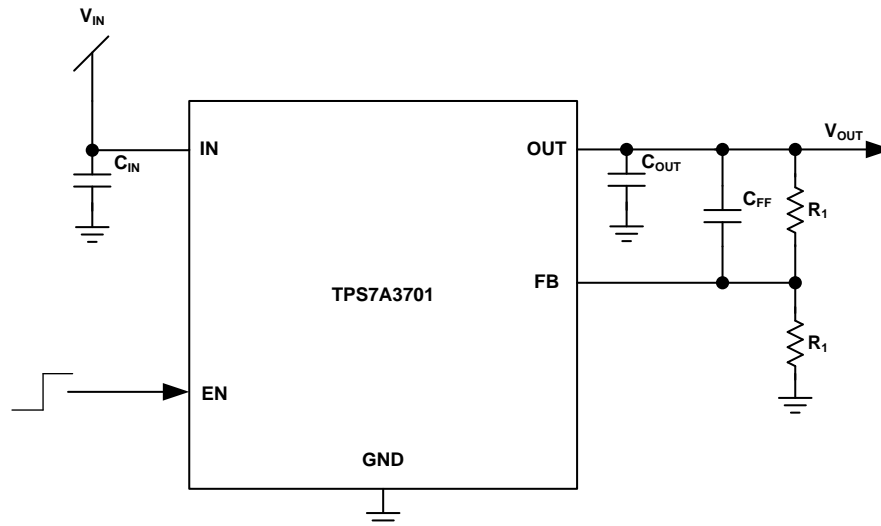 VIN
CIN
IN
OUT
COUT
VOUT
CFF
R1
TPS7A3701
FB
R1
EN
GND